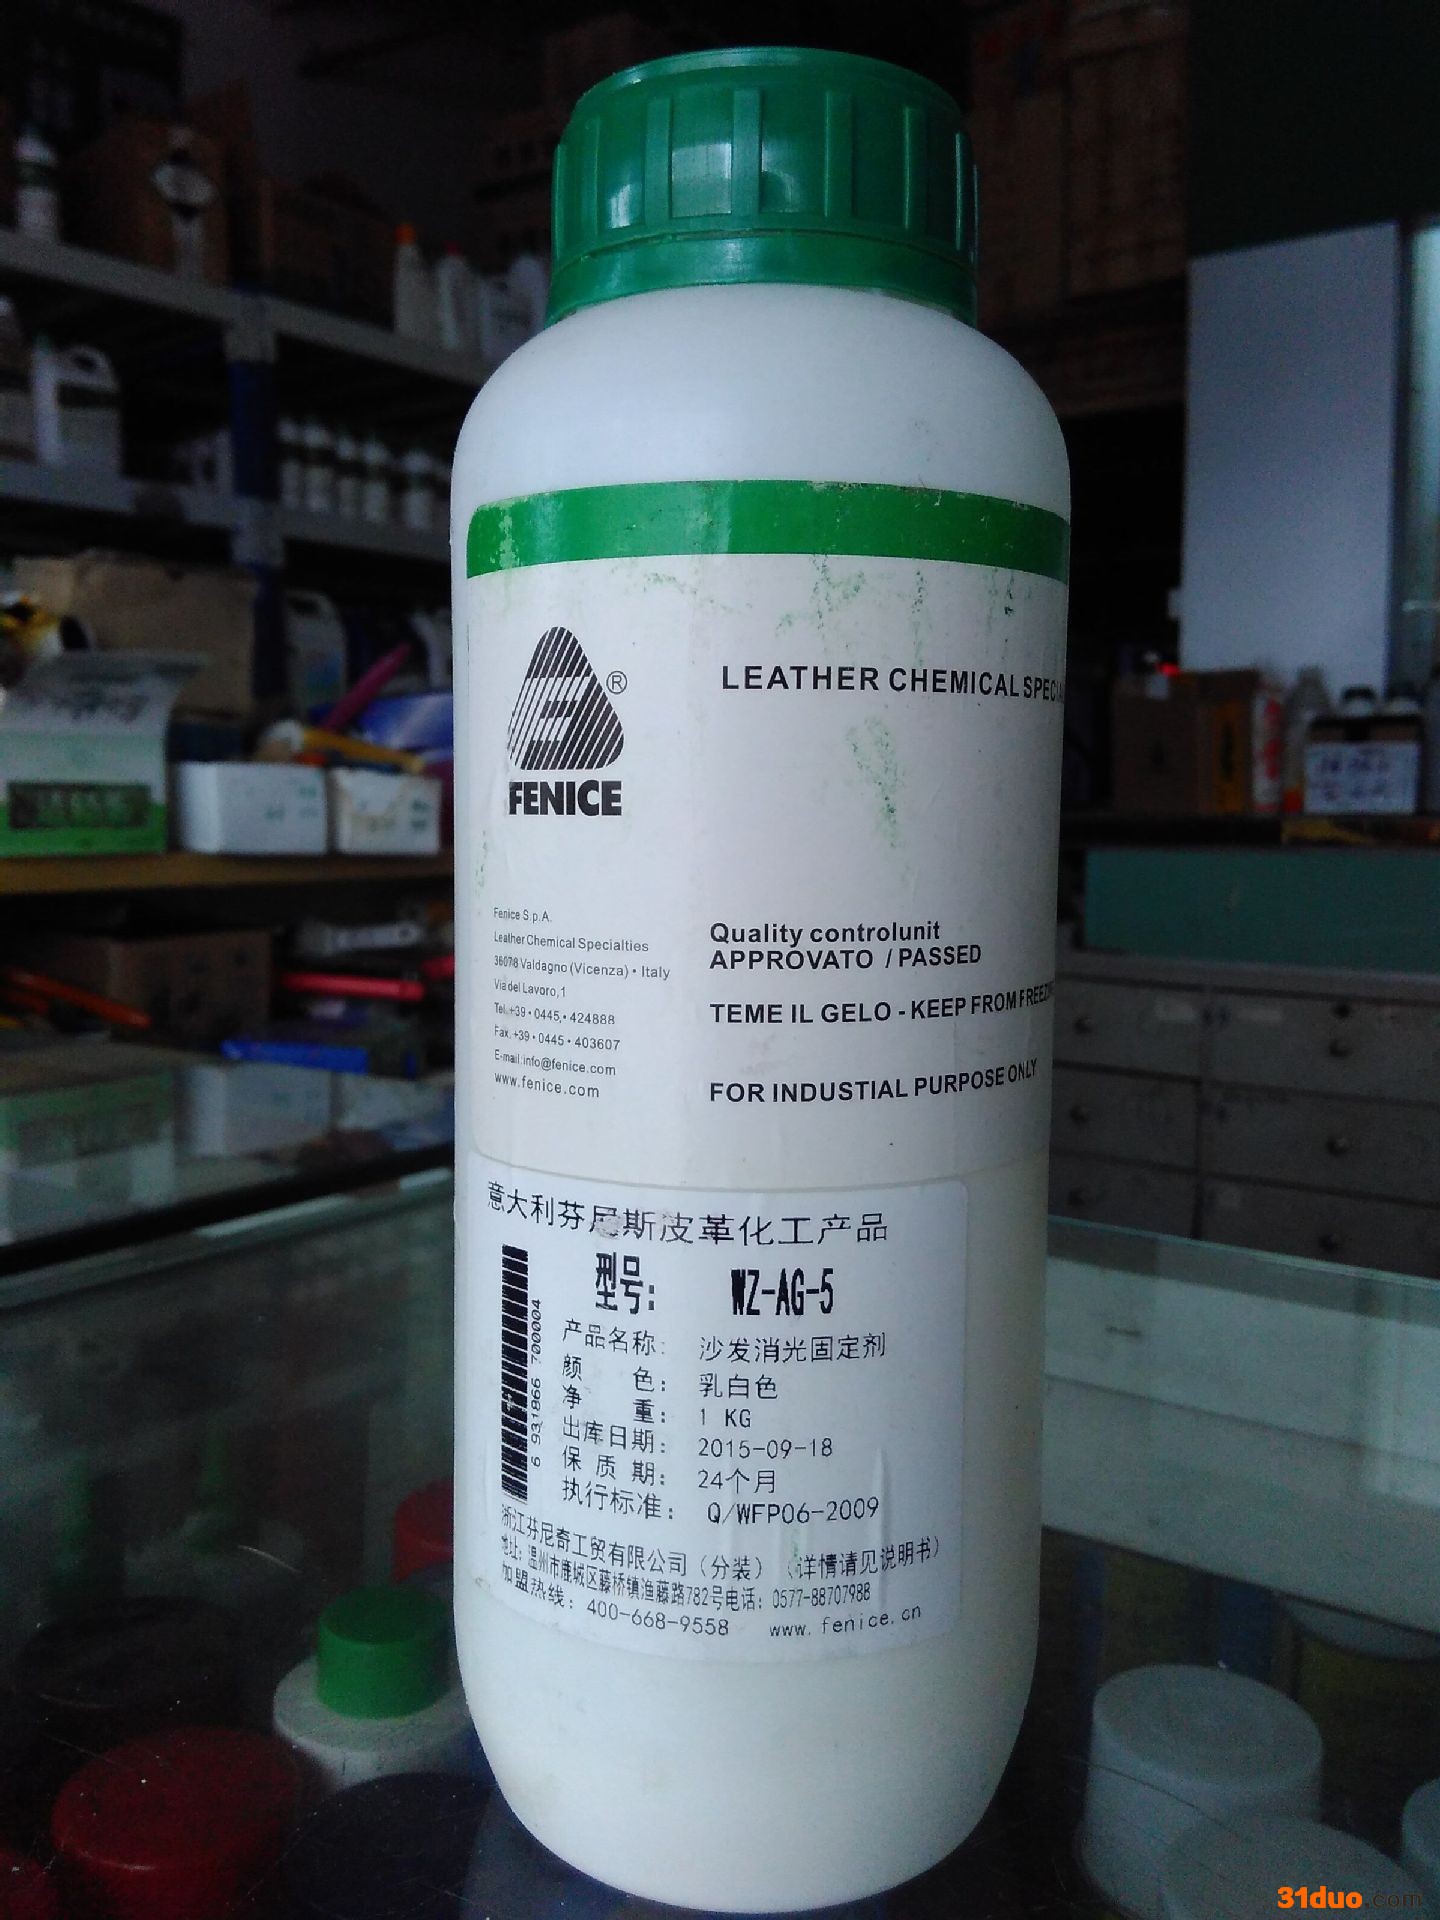 ®
FENICE
LEATHER CHEMICAL
Fenice S.p.A.
Leather Chemical Specialties
36078 Valdagno (Vicenza) • Italy
Via del Lavoro,1
Tel.+39 • 0445,• 424888
Fax.+39 • 0445 • 403607
E-mail:info@fenice.com
www.fenice.com
Quality controlunit
APPROVATO / PASSED
TEME IL GELO - KEEP FROM
FOR INDUSTIAL PURPOSE ONLY
意大利芬尼斯皮革化工产品
型号: WZ-AG-5
产品名称: 沙发消光固定剂
颜 色: 乳白色
净 重: 1 KG
出库日期: 2015-09-18
保 质 期: 24个月
执行标准: Q/WFP06-2009
6 931866 700004
浙江芬尼奇工贸有限公司(分装)(详情请见说明书)
地址:温州市鹿城区藤桥镇渔藤路782号电话: 0577-88707988
加盟热线: 400-668-9558 www.fenice.cn
31duo.com